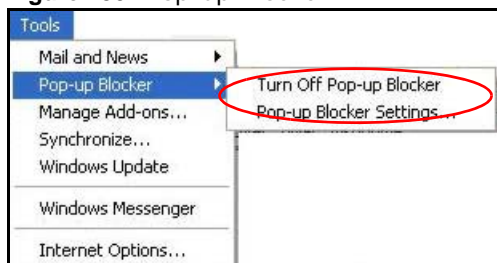 Tools
Mail and News
Pop-up Blocker
Turn Off Pop-up Blocker
Manage Add-ons...
Pop-up Blocker Settings...
Synchronize...
Windows Update
Windows Messenger
Internet Options...